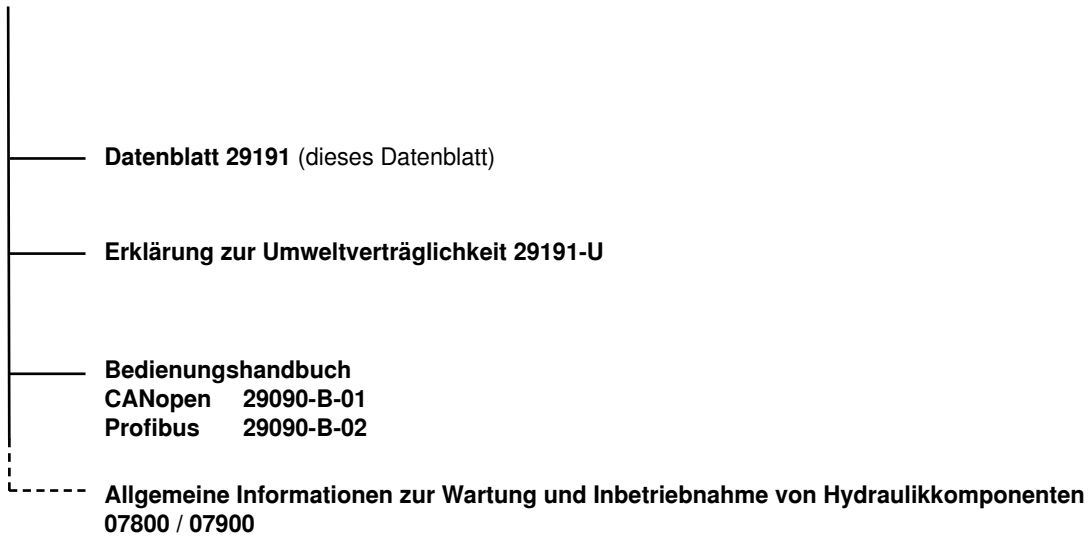 Datenblatt 29191 (dieses Datenblatt)
Erklärung zur Umweltverträglichkeit 29191-U
Bedienungshandbuch
CANopen 29090-B-01
Profibus 29090-B-02
Allgemeine Informationen zur Wartung und Inbetriebnahme von Hydraulikkomponenten
07800 / 07900